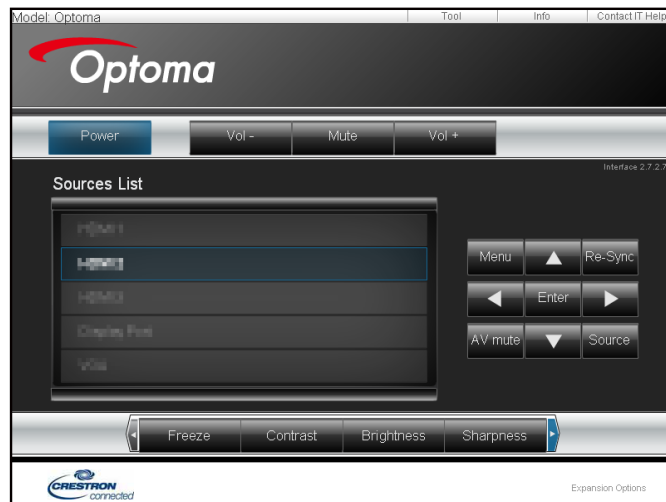 Model: Optoma
Tool
Info
Contact IT Help
Optoma
Power
Vol -
Mute
Vol +
Interface 2.7.2.7
Sources List
Menu
Re-Sync
Enter
AV mute
Source
Freeze
Contrast
Brightness
Sharpness
CRESTRON
connected
Expansion Options